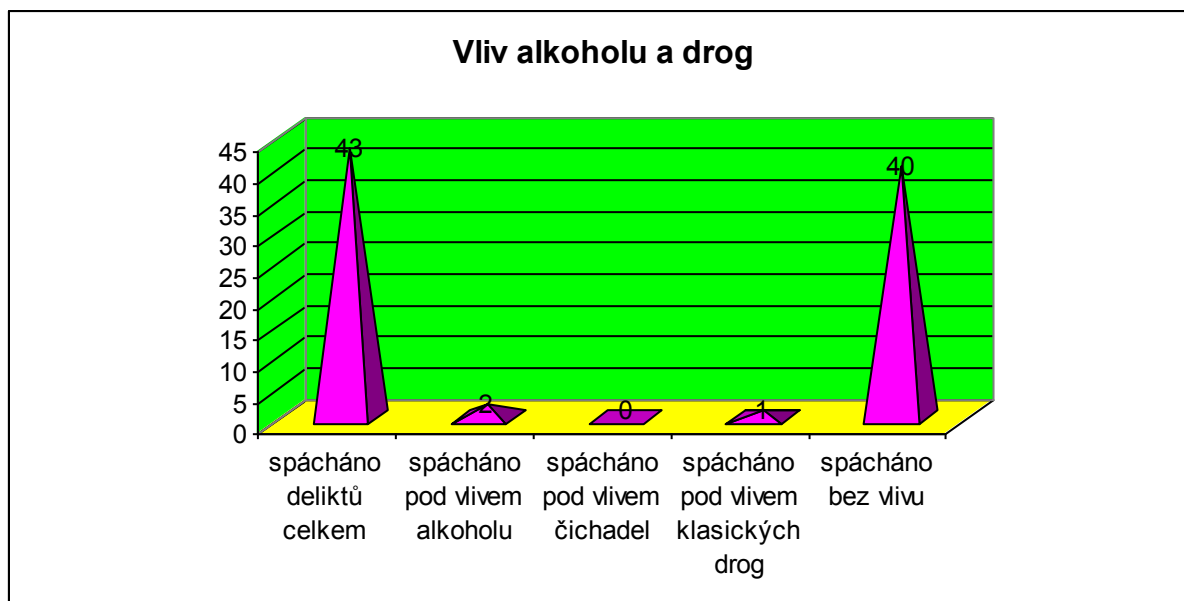 Vliv alkoholu a drog
45
40
35
30
25
20
15
10
5
0
43
2
0
1
40
spácháno
deliktů
celkem
spácháno
pod vlivem
alkoholu
spácháno
pod vlivem
čichadel
spácháno
pod vlivem
klasických
drog
spácháno
bez vlivu